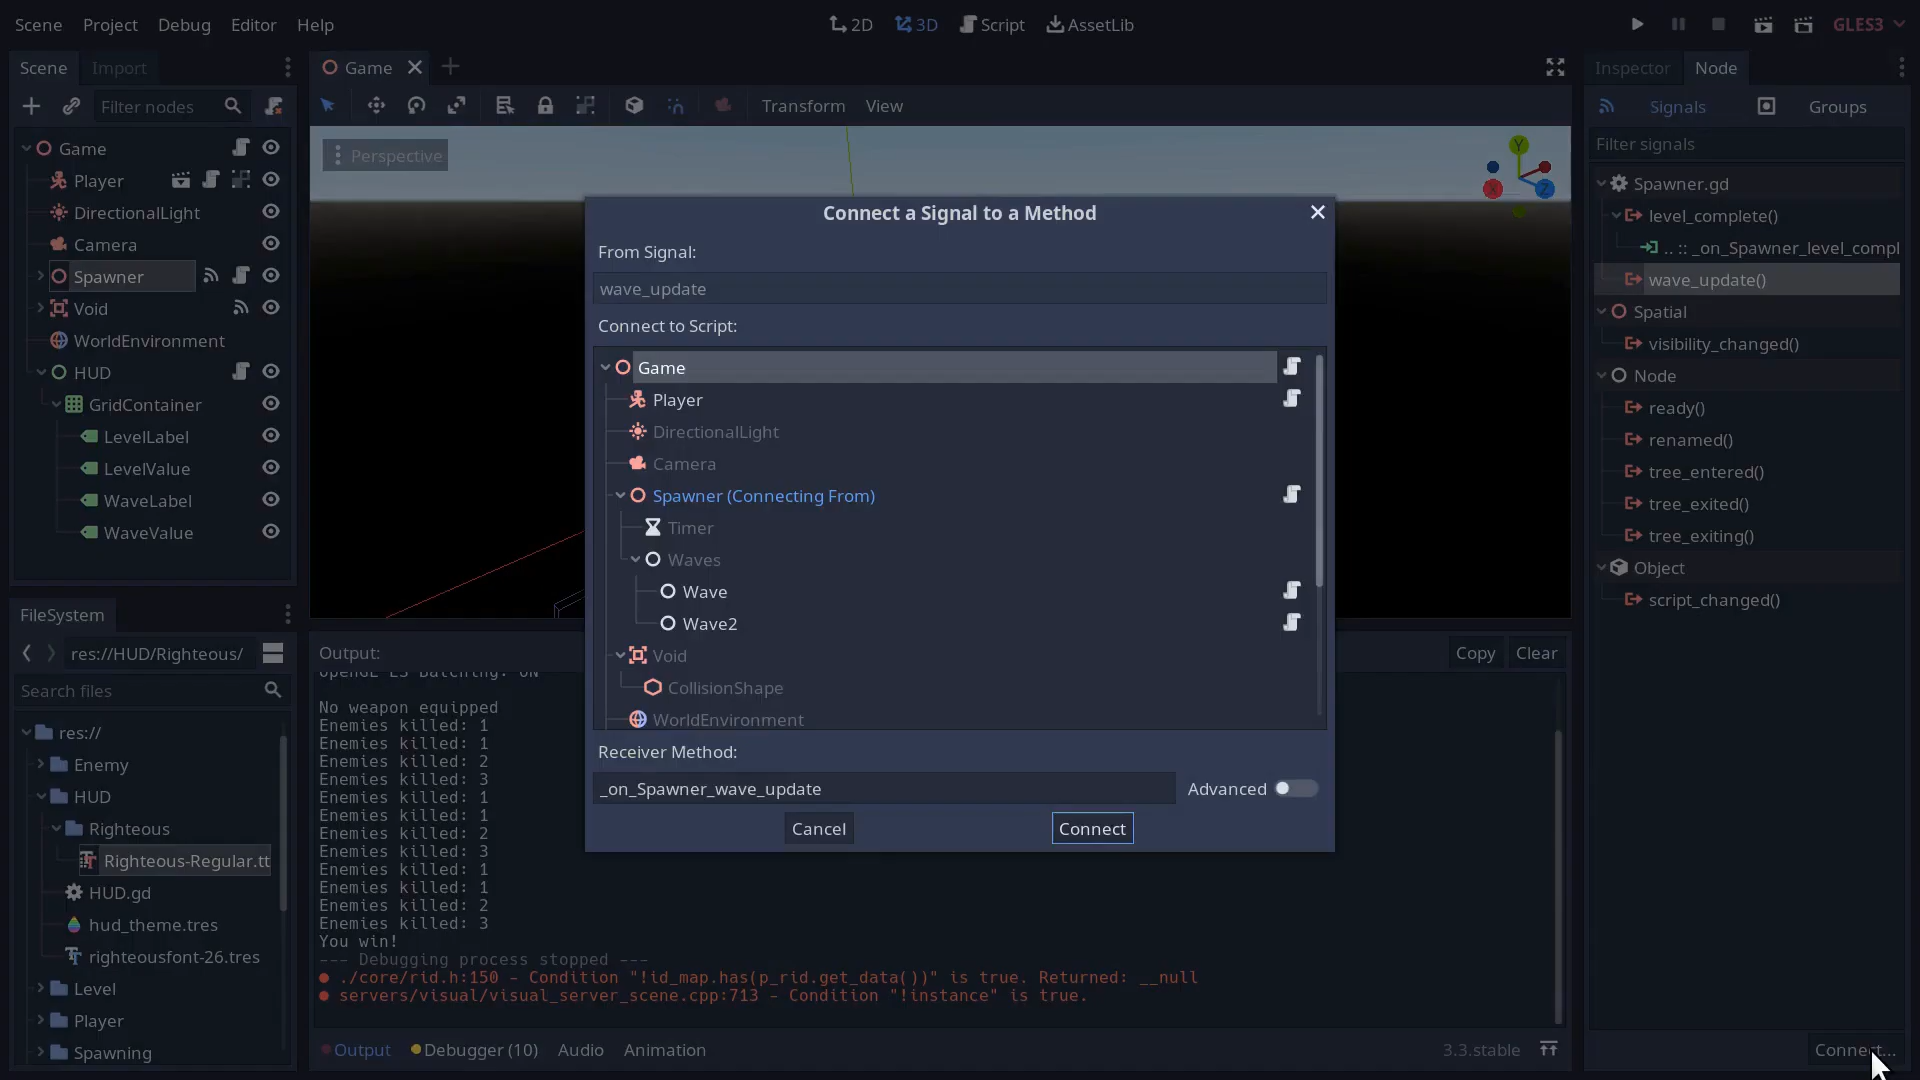 Scene Project Debug Editor Help
2D 3D Script AssetLib
GLES3
Scene Import
Filter nodes
Game
Player
DirectionalLight
Camera
Spawner
Void
WorldEnvironment
HUD
GridContainer
LevelLabel
LevelValue
WaveLabel
WaveValue
FileSystem
res://HUD/Righteous/
Search files
res://
Enemy
HUD
Righteous
Righteous-Regular.tt
HUD.gd
hud_theme.tres
righteousfont-26.tres
Level
Player
Spawning
Game
Transform View
Perspective
Y
X
Z
Connect a Signal to a Method
From Signal:
wave_update
Connect to Script:
Game
Player
DirectionalLight
Camera
Spawner (Connecting From)
Timer
Waves
Wave
Wave2
Void
CollisionShape
WorldEnvironment
Receiver Method:
_on_Spawner_wave_update
Advanced
Cancel
Connect
Output:
Copy Clear
OpenGL ES Batching: ON
No weapon equipped
Enemies killed: 1
Enemies killed: 1
Enemies killed: 2
Enemies killed: 3
Enemies killed: 1
Enemies killed: 1
Enemies killed: 2
Enemies killed: 3
Enemies killed: 1
Enemies killed: 1
Enemies killed: 2
Enemies killed: 3
You win!
--- Debugging process stopped ---
./core/rid.h:150 - Condition "!id_map.has(p_rid.get_data())" is true. Returned: __null
servers/visual/visual_server_scene.cpp:713 - Condition "!instance" is true.
Output Debugger (10) Audio Animation
3.3.stable
Inspector Node
Signals Groups
Filter signals
Spawner.gd
level_complete()
.. :: _on_Spawner_level_compl
wave_update()
Spatial
visibility_changed()
Node
ready()
renamed()
tree_entered()
tree_exited()
tree_exiting()
Object
script_changed()
Connect...